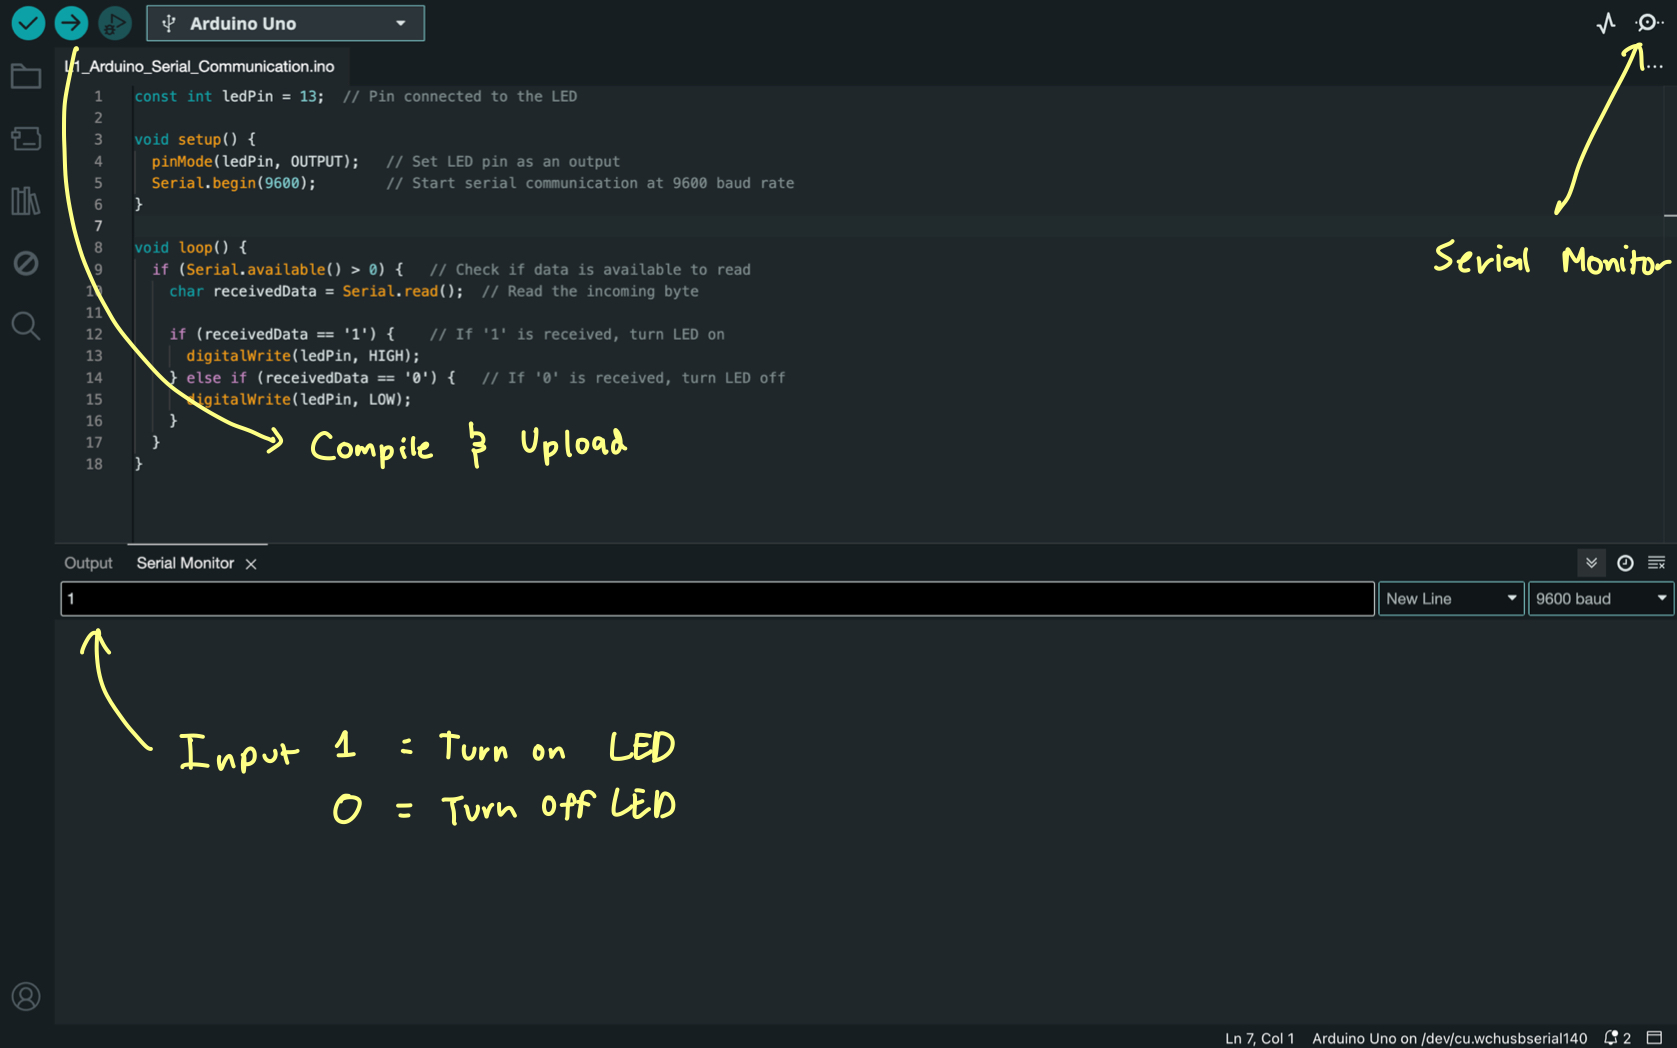 Arduino Uno
L1_Arduino_Serial_Communication.ino
1 const int ledPin = 13;  // Pin connected to the LED
2
3 void setup() {
4   pinMode(ledPin, OUTPUT);   // Set LED pin as an output
5   Serial.begin(9600);        // Start serial communication at 9600 baud rate
6 }
7
8 void loop() {
9   if (Serial.available() > 0) {   // Check if data is available to read
10     char receivedData = Serial.read();  // Read the incoming byte
11
12     if (receivedData == '1') {    // If '1' is received, turn LED on
13       digitalWrite(ledPin, HIGH);
14     } else if (receivedData == '0') {   // If '0' is received, turn LED off
15       digitalWrite(ledPin, LOW);
16     }
17   }
18 }
Serial Monitor
Compile & Upload
Output Serial Monitor
1 New Line 9600 baud
Input 1 = Turn on LED
0 = Turn off LED
Ln 7, Col 1 Arduino Uno on /dev/cu.wchusbserial140 2